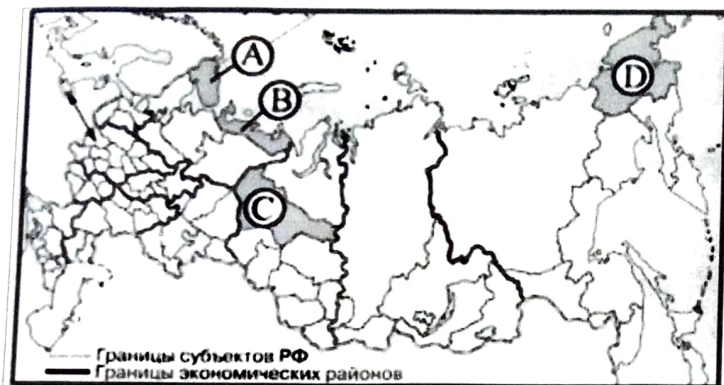 A
B
D
C
Границы субъектов РФ
Границы экономических районов